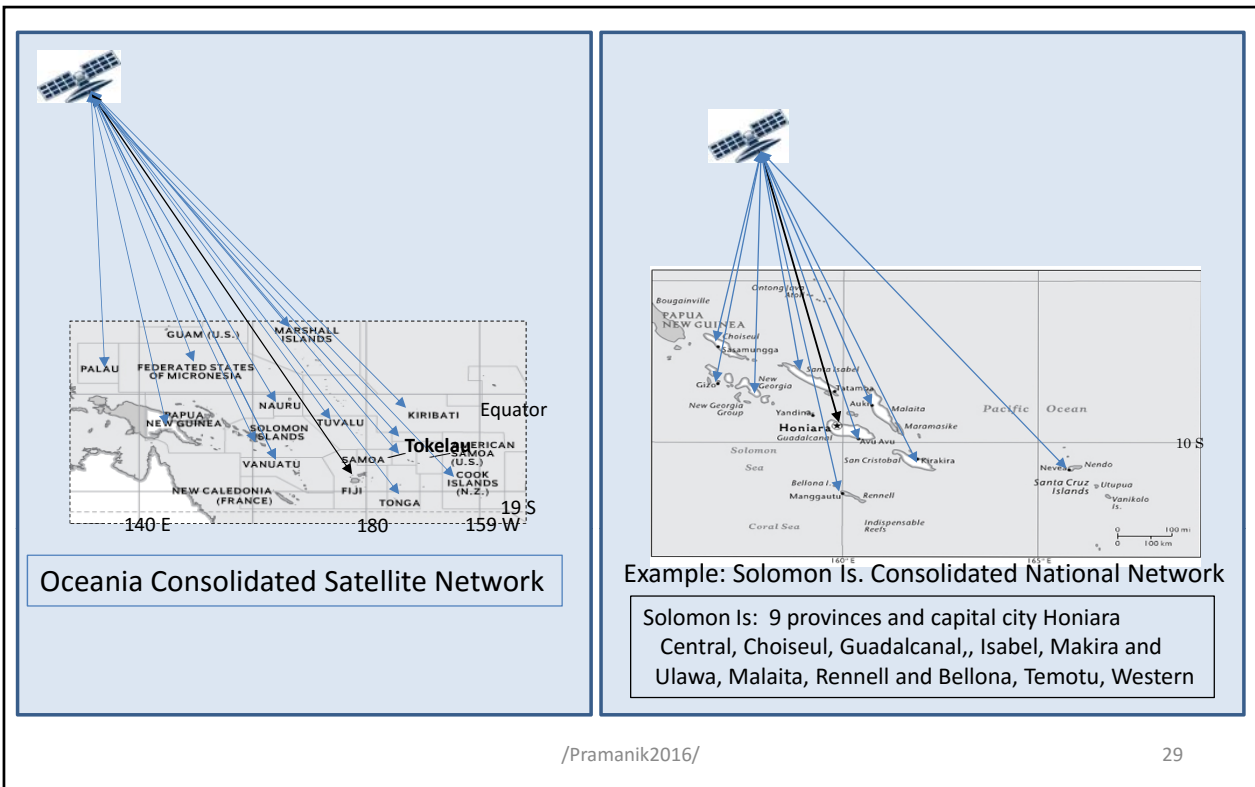 GUAM (U.S.)
MARSHALL
ISLANDS
PALAU
FEDERATED STATES
OF MICRONESIA
NAURU
KIRIBATI
Equator
PAPUA
NEW GUINEA
TUVALU
SOLOMON
ISLANDS
Tokelau
AMERICAN
SAMOA
(U.S.)
SAMOA
VANUATU
COOK
ISLANDS
(N.Z.)
NEW CALEDONIA
(FRANCE)
FIJI
TONGA
19 S
140 E
180
159 W
Oceania Consolidated Satellite Network
Ontong Java
Atoll
Bougainville
PAPUA
NEW GUINEA
Choiseul
Sasamungga
Santa Isabel
Gizo
New
Georgia
Tatamba
New Georgia
Group
Auki
Malaita
Yandina
Pacific Ocean
Maramasike
Honiara
Guadalcanal
Avu Avu
10 S
Solomon
Sea
San Cristobal
Kirakira
Nendo
Santa Cruz
Islands
Utupua
Bellona I.
Manggautu
Rennell
Vanikolo
Is.
Coral Sea
Indispensable
Reefs
0 100 mi
0 100 km
160°E
165°E
Example: Solomon Is. Consolidated National Network
Solomon Is: 9 provinces and capital city Honiara
Central, Choiseul, Guadalcanal,, Isabel, Makira and
Ulawa, Malaita, Rennell and Bellona, Temotu, Western
/Pramanik2016/
29